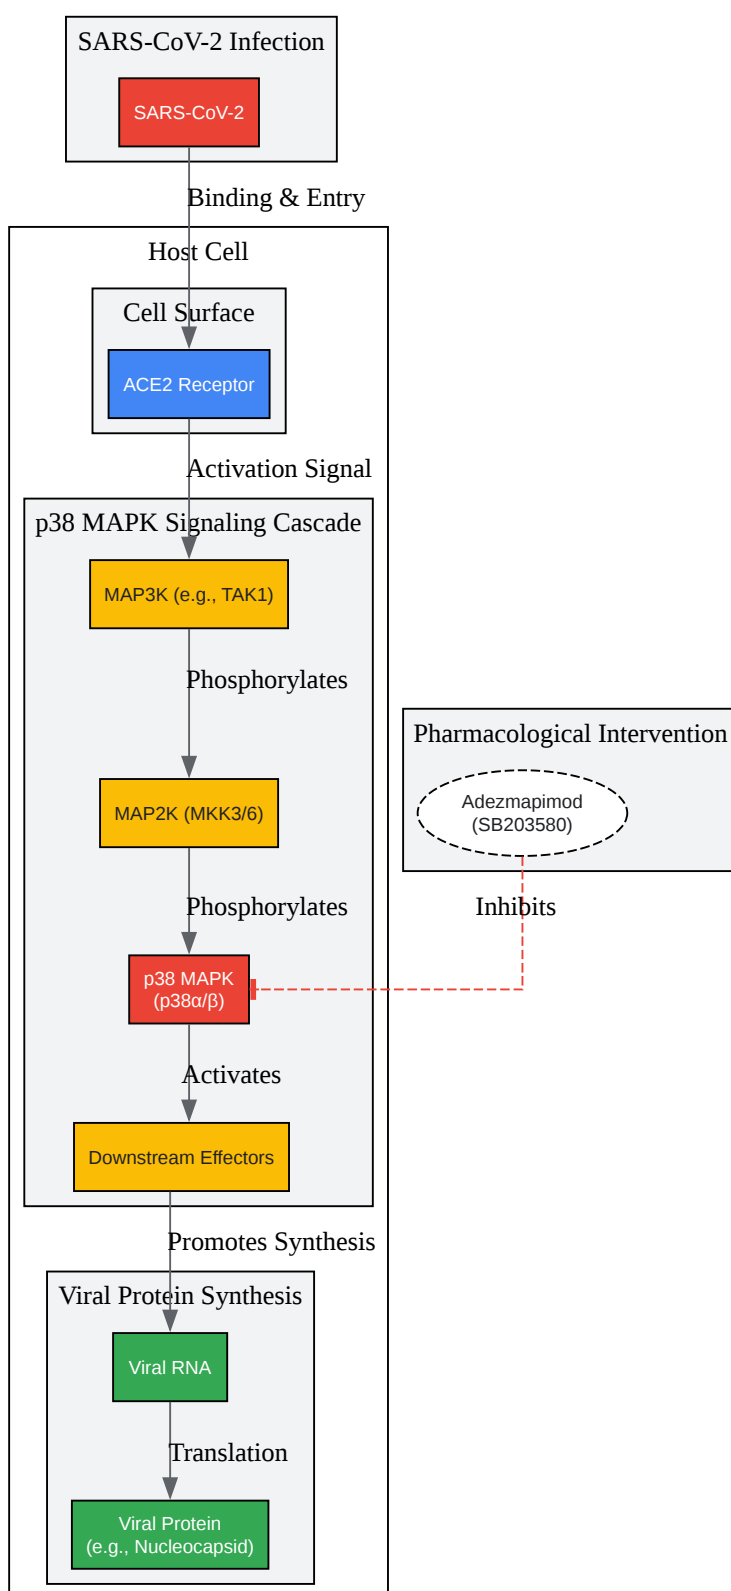 SARS-CoV-2 Infection
SARS-CoV-2
Binding & Entry
Host Cell
Cell Surface
ACE2 Receptor
Activation Signal
p38 MAPK Signaling Cascade
MAP3K (e.g., TAK1)
Phosphorylates
Pharmacological Intervention
Adezmapimod
(SB203580)
MAP2K (MKK3/6)
Phosphorylates
Inhibits
p38 MAPK
(p38α/β)
Activates
Downstream Effectors
Promotes Synthesis
Viral Protein Synthesis
Viral RNA
Translation
Viral Protein
(e.g., Nucleocapsid)